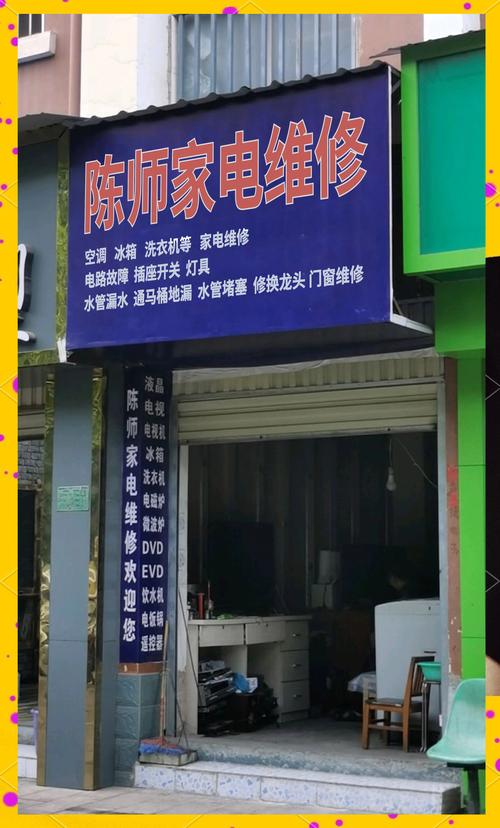 陈师家电维修
空调 冰箱 洗衣机等 家电维修
电路故障 插座开关 灯具
水管漏水 通马桶地漏 水管堵塞 修换龙头 门窗维修
陈师家电维修欢迎您
液晶
电视
电视机
冰箱
洗衣机
电磁炉
微波炉
DVD
EVD
饮水机
电板锅
遥控器